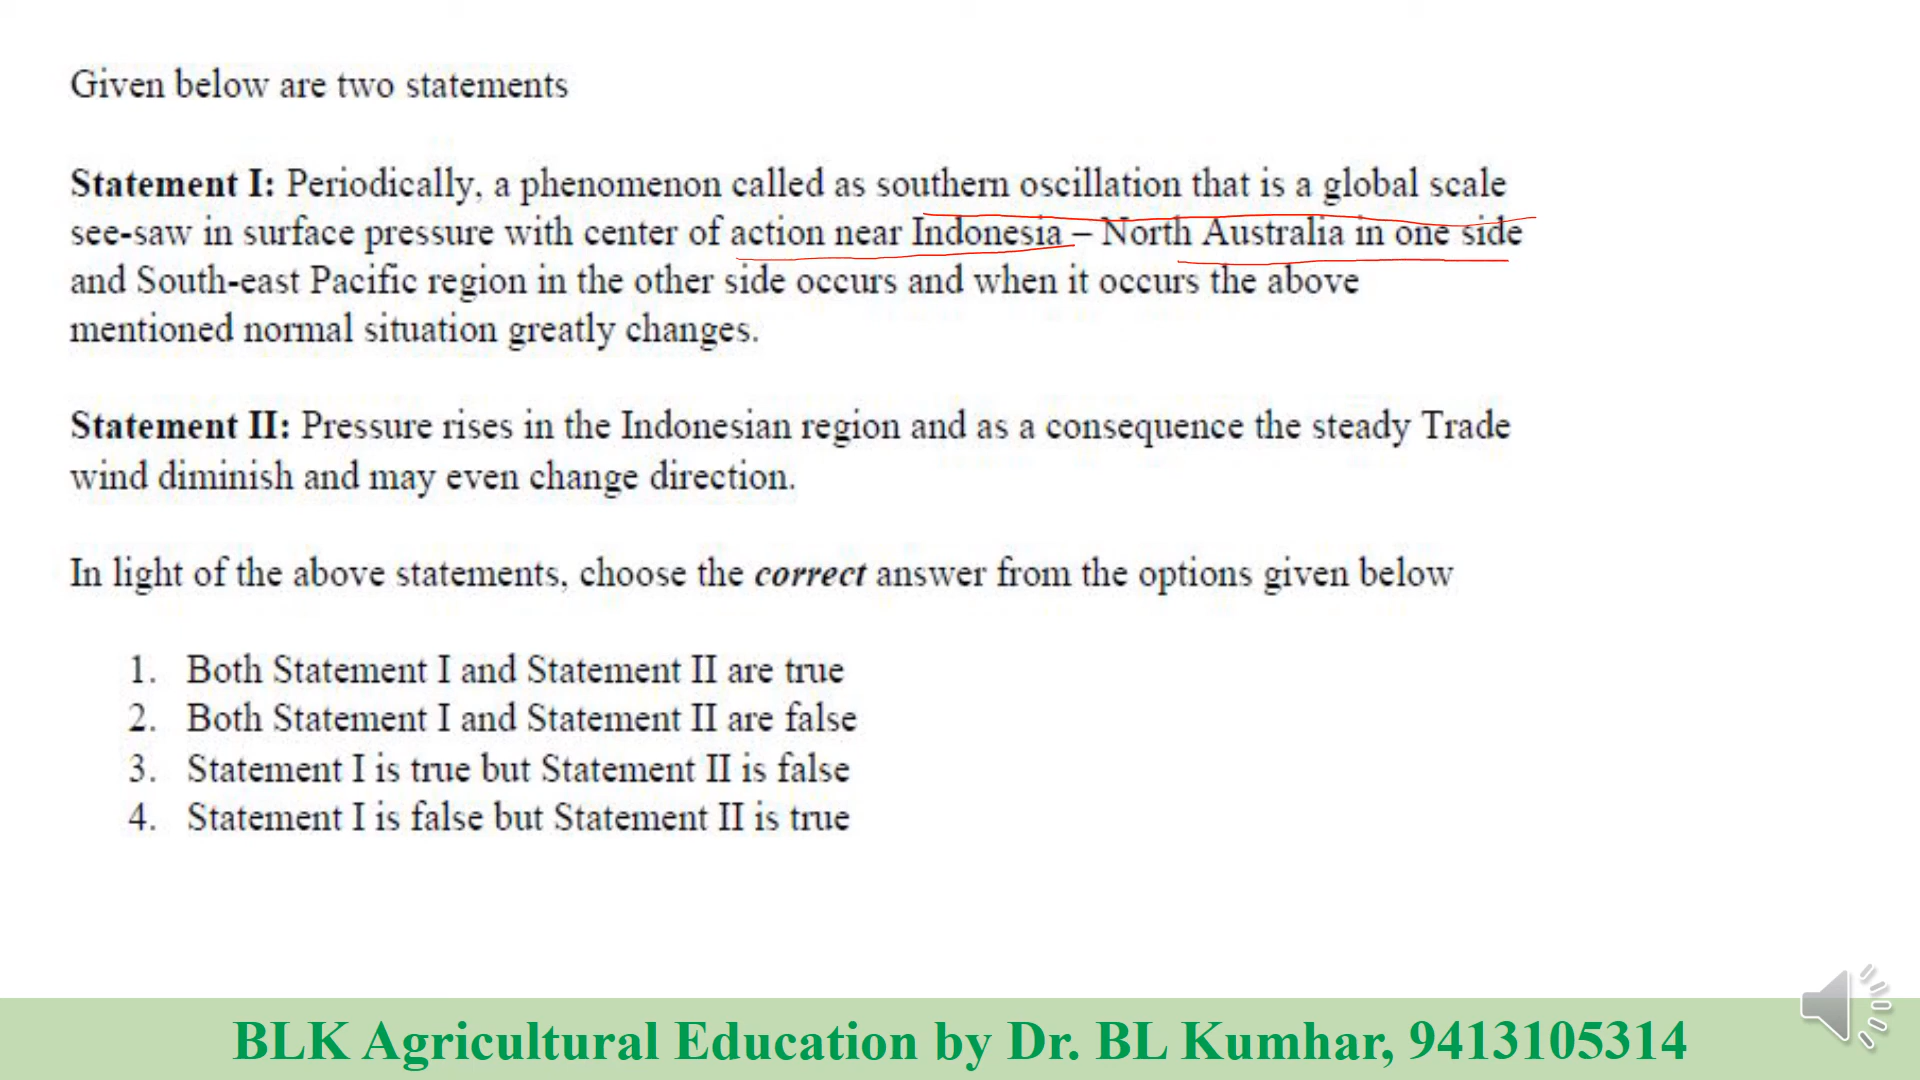 Given below are two statements
Statement I: Periodically, a phenomenon called as southern oscillation that is a global scale
see-saw in surface pressure with center of action near Indonesia – North Australia in one side
and South-east Pacific region in the other side occurs and when it occurs the above
mentioned normal situation greatly changes.
Statement II: Pressure rises in the Indonesian region and as a consequence the steady Trade
wind diminish and may even change direction.
In light of the above statements, choose the correct answer from the options given below
1. Both Statement I and Statement II are true
2. Both Statement I and Statement II are false
3. Statement I is true but Statement II is false
4. Statement I is false but Statement II is true
BLK Agricultural Education by Dr. BL Kumhar, 9413105314